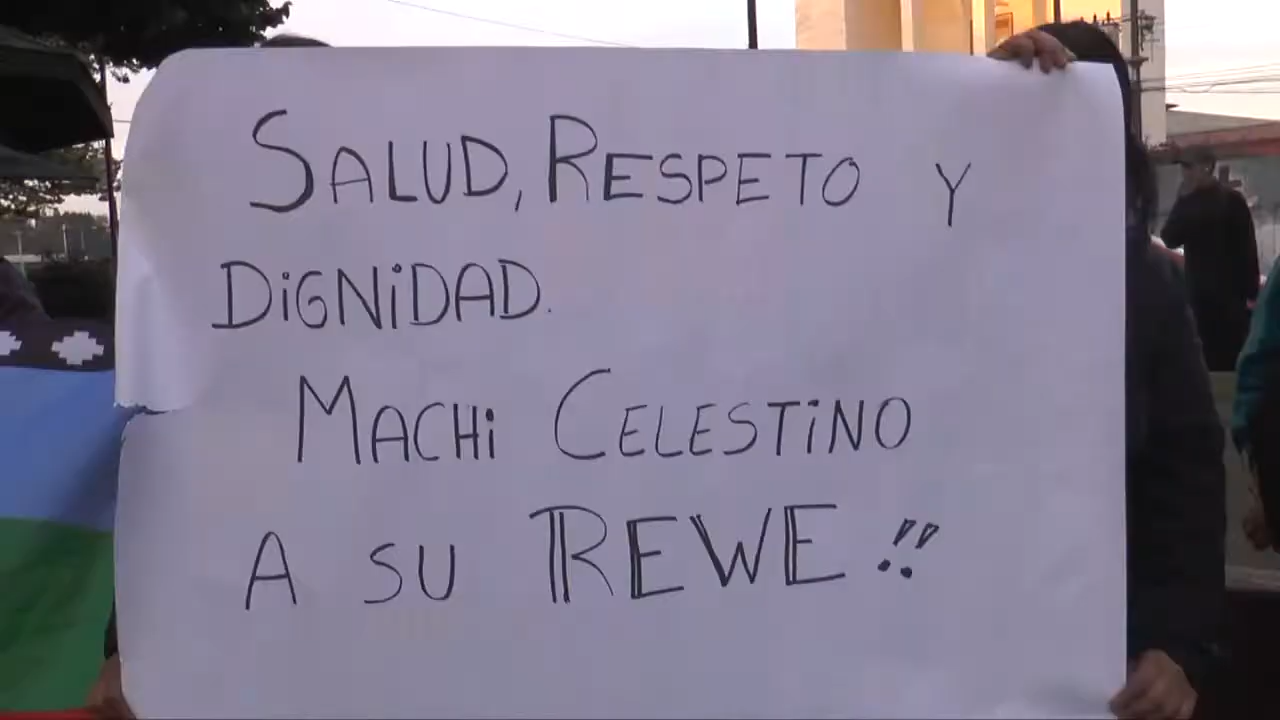 SALUD, RESPETO Y
DiGNiDAD.
MACHi CELESTiNO
A SU REWE!!